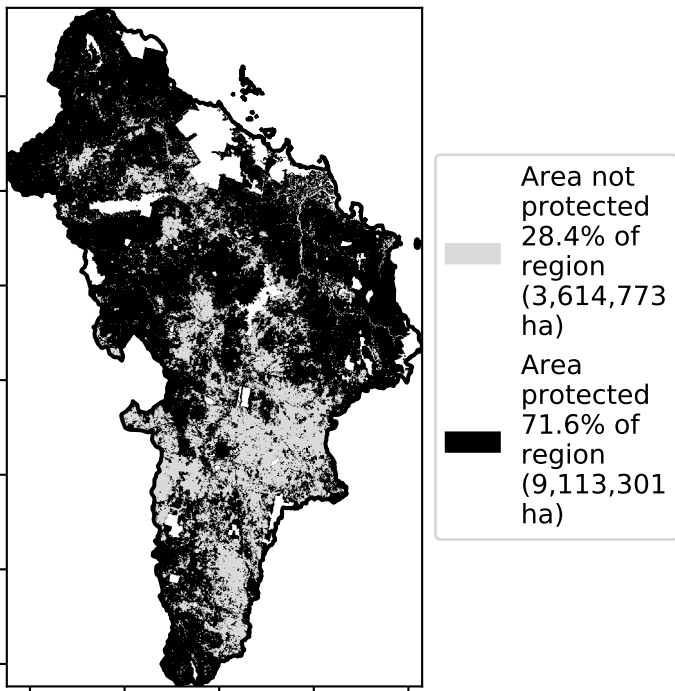 Area not
protected
28.4% of
region
(3,614,773
ha)
Area
protected
71.6% of
region
(9,113,301
ha)